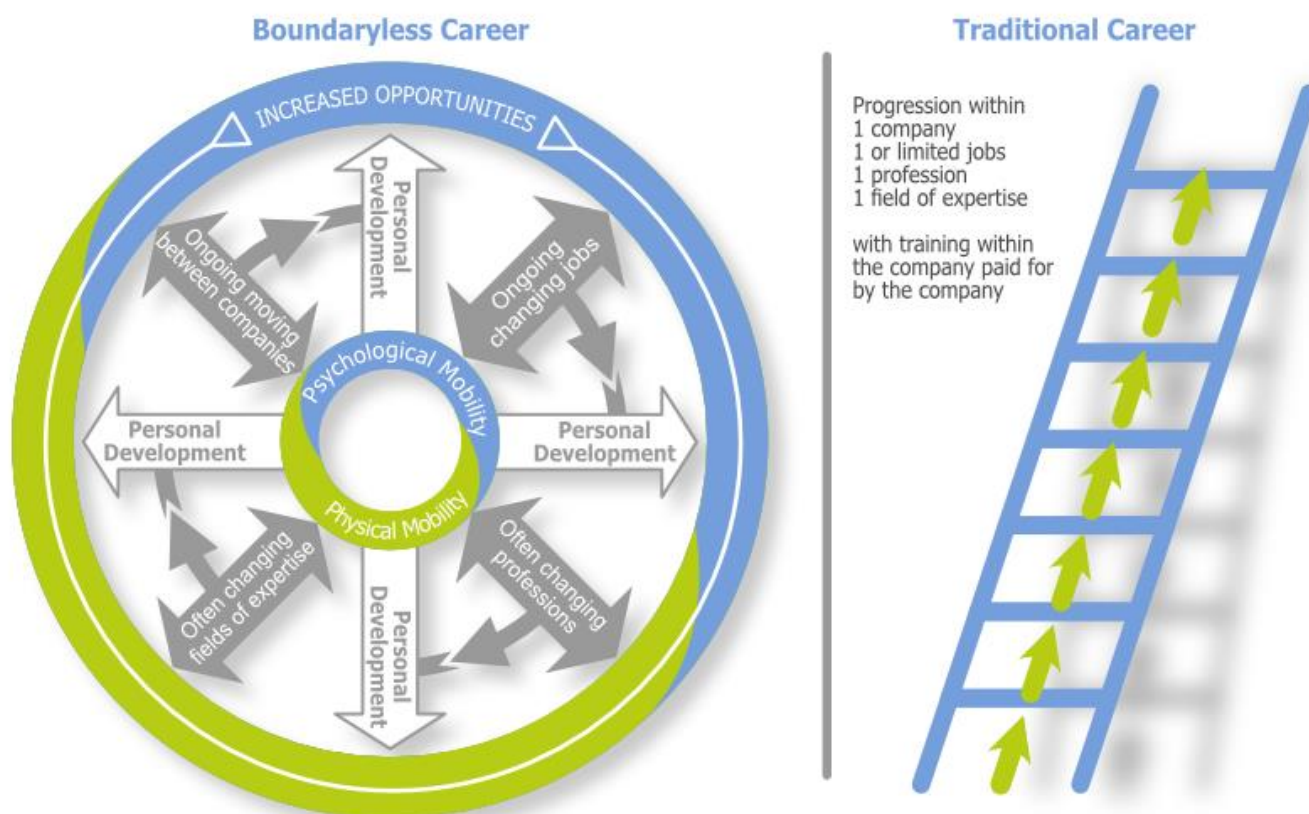 Boundaryless Career
INCREASED OPPORTUNITIES
Personal
Development
Ongoing moving
between companies
Ongoing
changing jobs
Psychological Mobility
Personal
Development
Personal
Development
Physical Mobility
Often changing
fields of expertise
Often changing
professions
Personal
Development
Traditional Career
Progression within
1 company
1 or limited jobs
1 profession
1 field of expertise
with training within
the company paid for
by the company